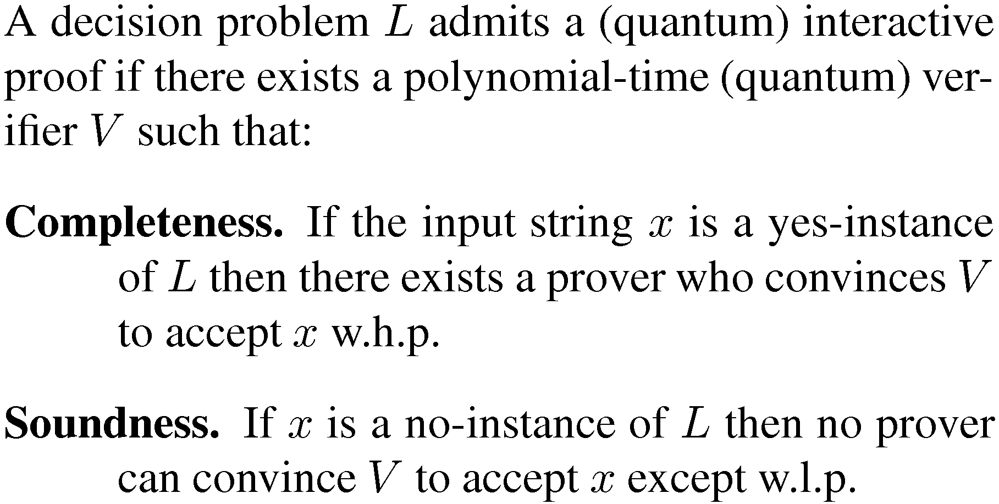 A decision problem L admits a (quantum) interactive
proof if there exists a polynomial-time (quantum) ver-
ifier V such that:
Completeness. If the input string x is a yes-instance
of L then there exists a prover who convinces V
to accept x w.h.p.
Soundness. If x is a no-instance of L then no prover
can convince V to accept x except w.l.p.